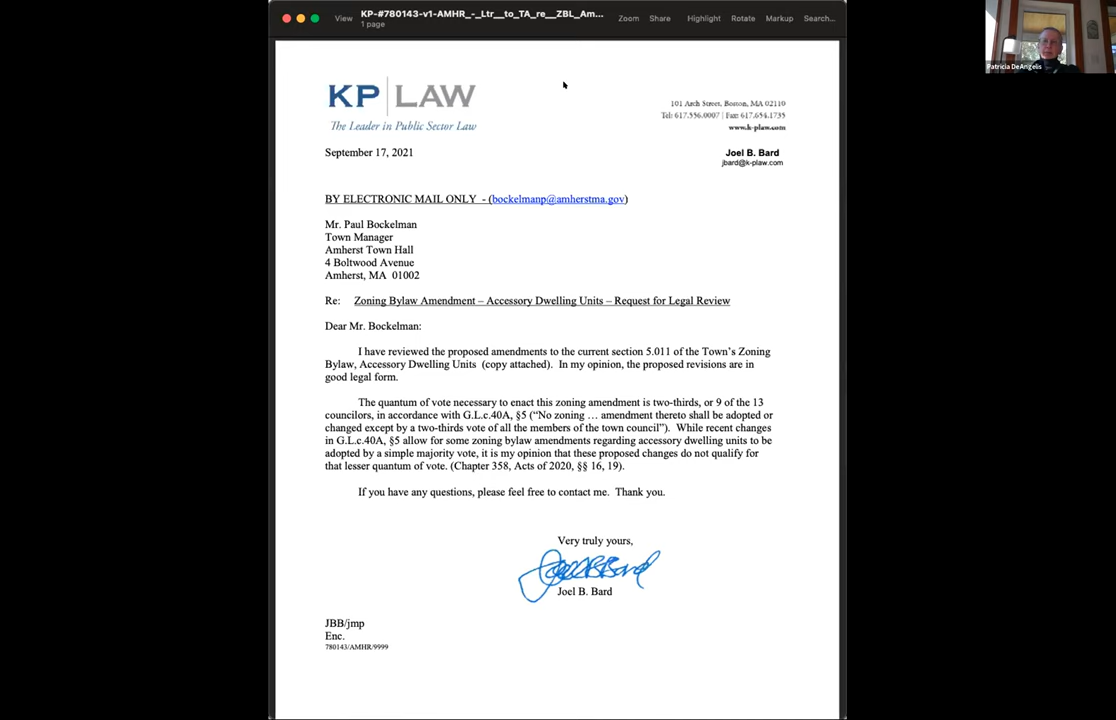 View KP-#780143-v1-AMHR_-_Ltr__to_TA_re__ZBL_Am... Zoom Share Highlight Rotate Markup Search...
1 page
Patricia DeAngelis
KP LAW
The Leader in Public Sector Law
101 Arch Street, Boston, MA 02110
Tel: 617.556.0007 | Fax: 617.654.1735
www.k-plaw.com
September 17, 2021
Joel B. Bard
jbard@k-plaw.com
BY ELECTRONIC MAIL ONLY - (bockelmanp@amherstma.gov)
Mr. Paul Bockelman
Town Manager
Amherst Town Hall
4 Boltwood Avenue
Amherst, MA 01002
Re: Zoning Bylaw Amendment – Accessory Dwelling Units – Request for Legal Review
Dear Mr. Bockelman:
I have reviewed the proposed amendments to the current section 5.011 of the Town's Zoning
Bylaw, Accessory Dwelling Units (copy attached). In my opinion, the proposed revisions are in
good legal form.
The quantum of vote necessary to enact this zoning amendment is two-thirds, or 9 of the 13
councilors, in accordance with G.L.c.40A, §5 ("No zoning … amendment thereto shall be adopted or
changed except by a two-thirds vote of all the members of the town council"). While recent changes
in G.L.c.40A, §5 allow for some zoning bylaw amendments regarding accessory dwelling units to be
adopted by a simple majority vote, it is my opinion that these proposed changes do not qualify for
that lesser quantum of vote. (Chapter 358, Acts of 2020, §§ 16, 19).
If you have any questions, please feel free to contact me. Thank you.
Very truly yours,
Joel B Bard
Joel B. Bard
JBB/jmp
Enc.
780143/AMHR/9999